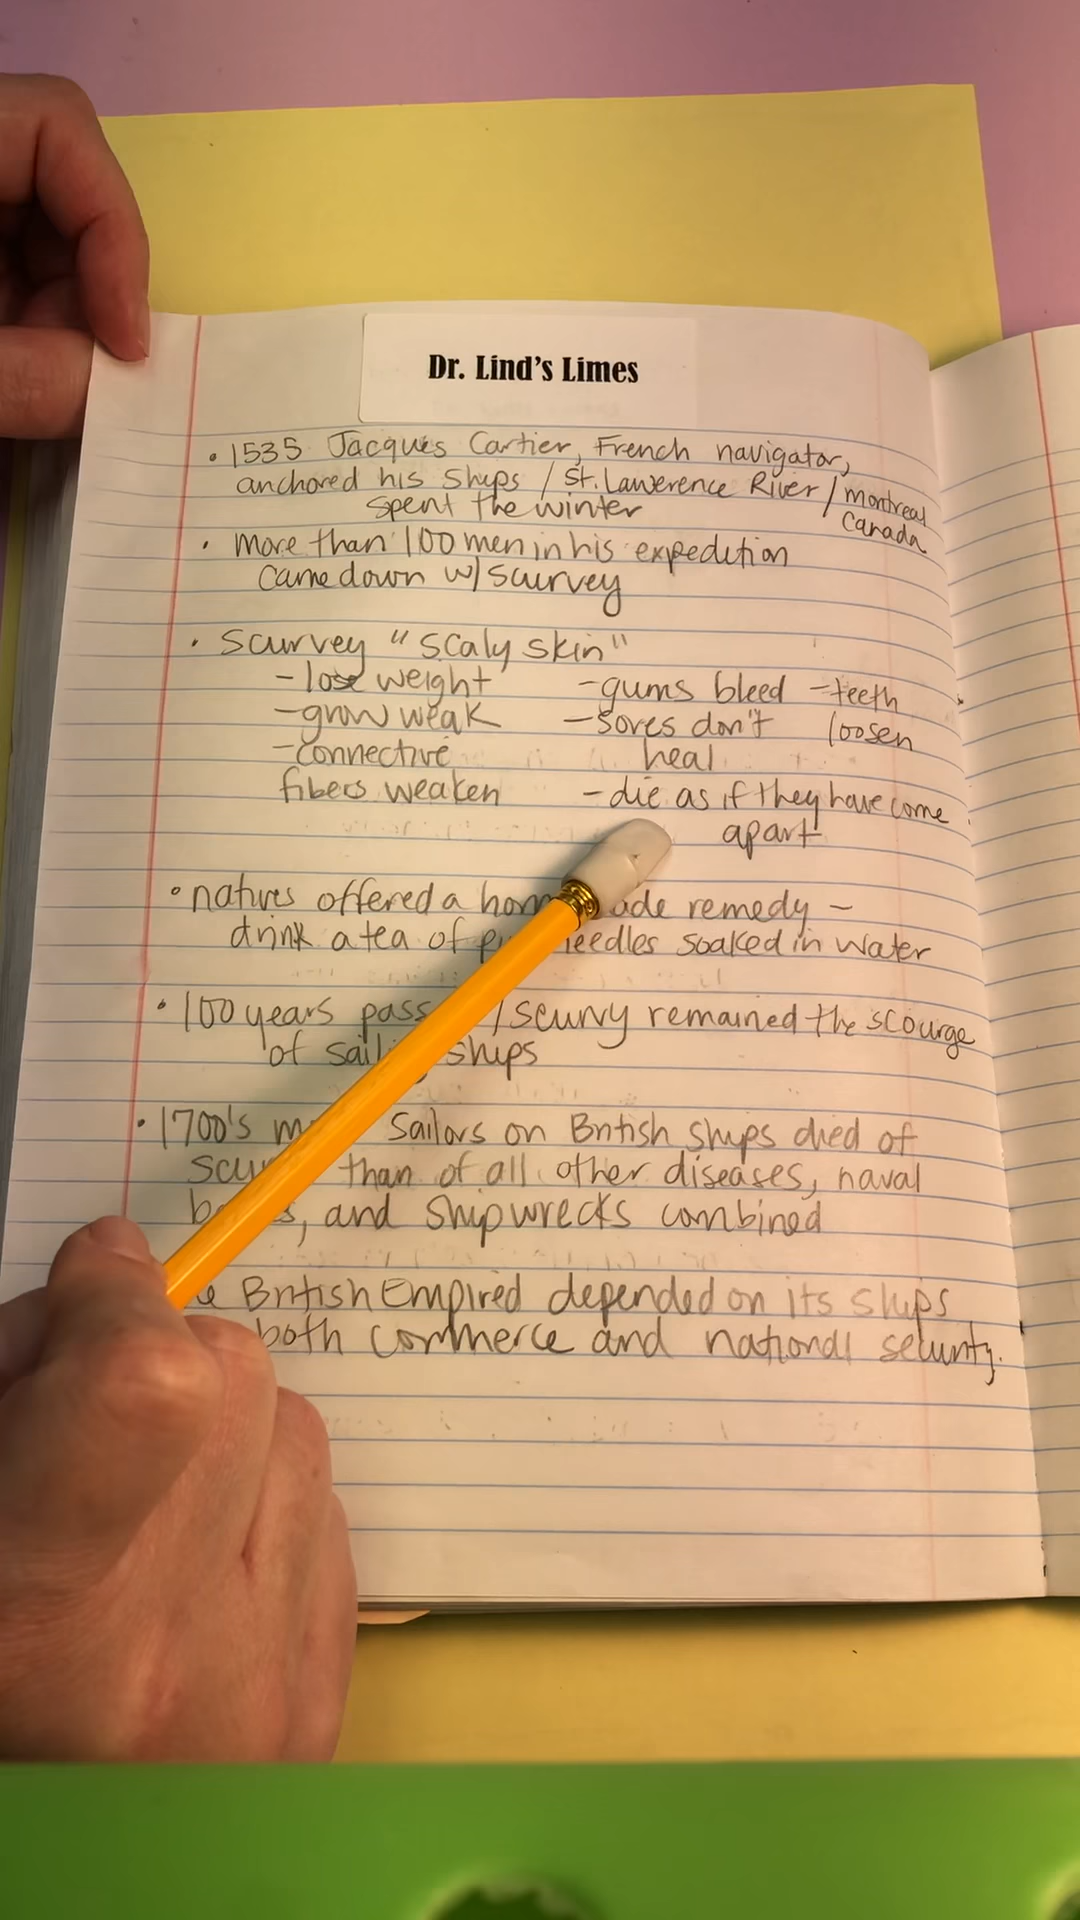 Dr. Lind's Limes
• 1535 Jacques Cartier, French navigator,
anchored his ships / St. Lawerence River / montreal
Canada
spent the winter
• more than 100 men in his expedition
came down w/ scurvey
• scurvey "scaly skin"
- lose weight
- grow weak
- connective
fibers weaken
- gums bleed
- sores don't
heal
- die as if they have come
apart
- teeth
loosen
• natives offered a ade remedy -
drink a tea of needles soaked in water
• 100 years / scurvy remained the scourge
of ships
• 1700's sailors on British ships died of
than of all other diseases, naval
, and shipwrecks combined
British Empired depended on its ships
both commerce and national security.